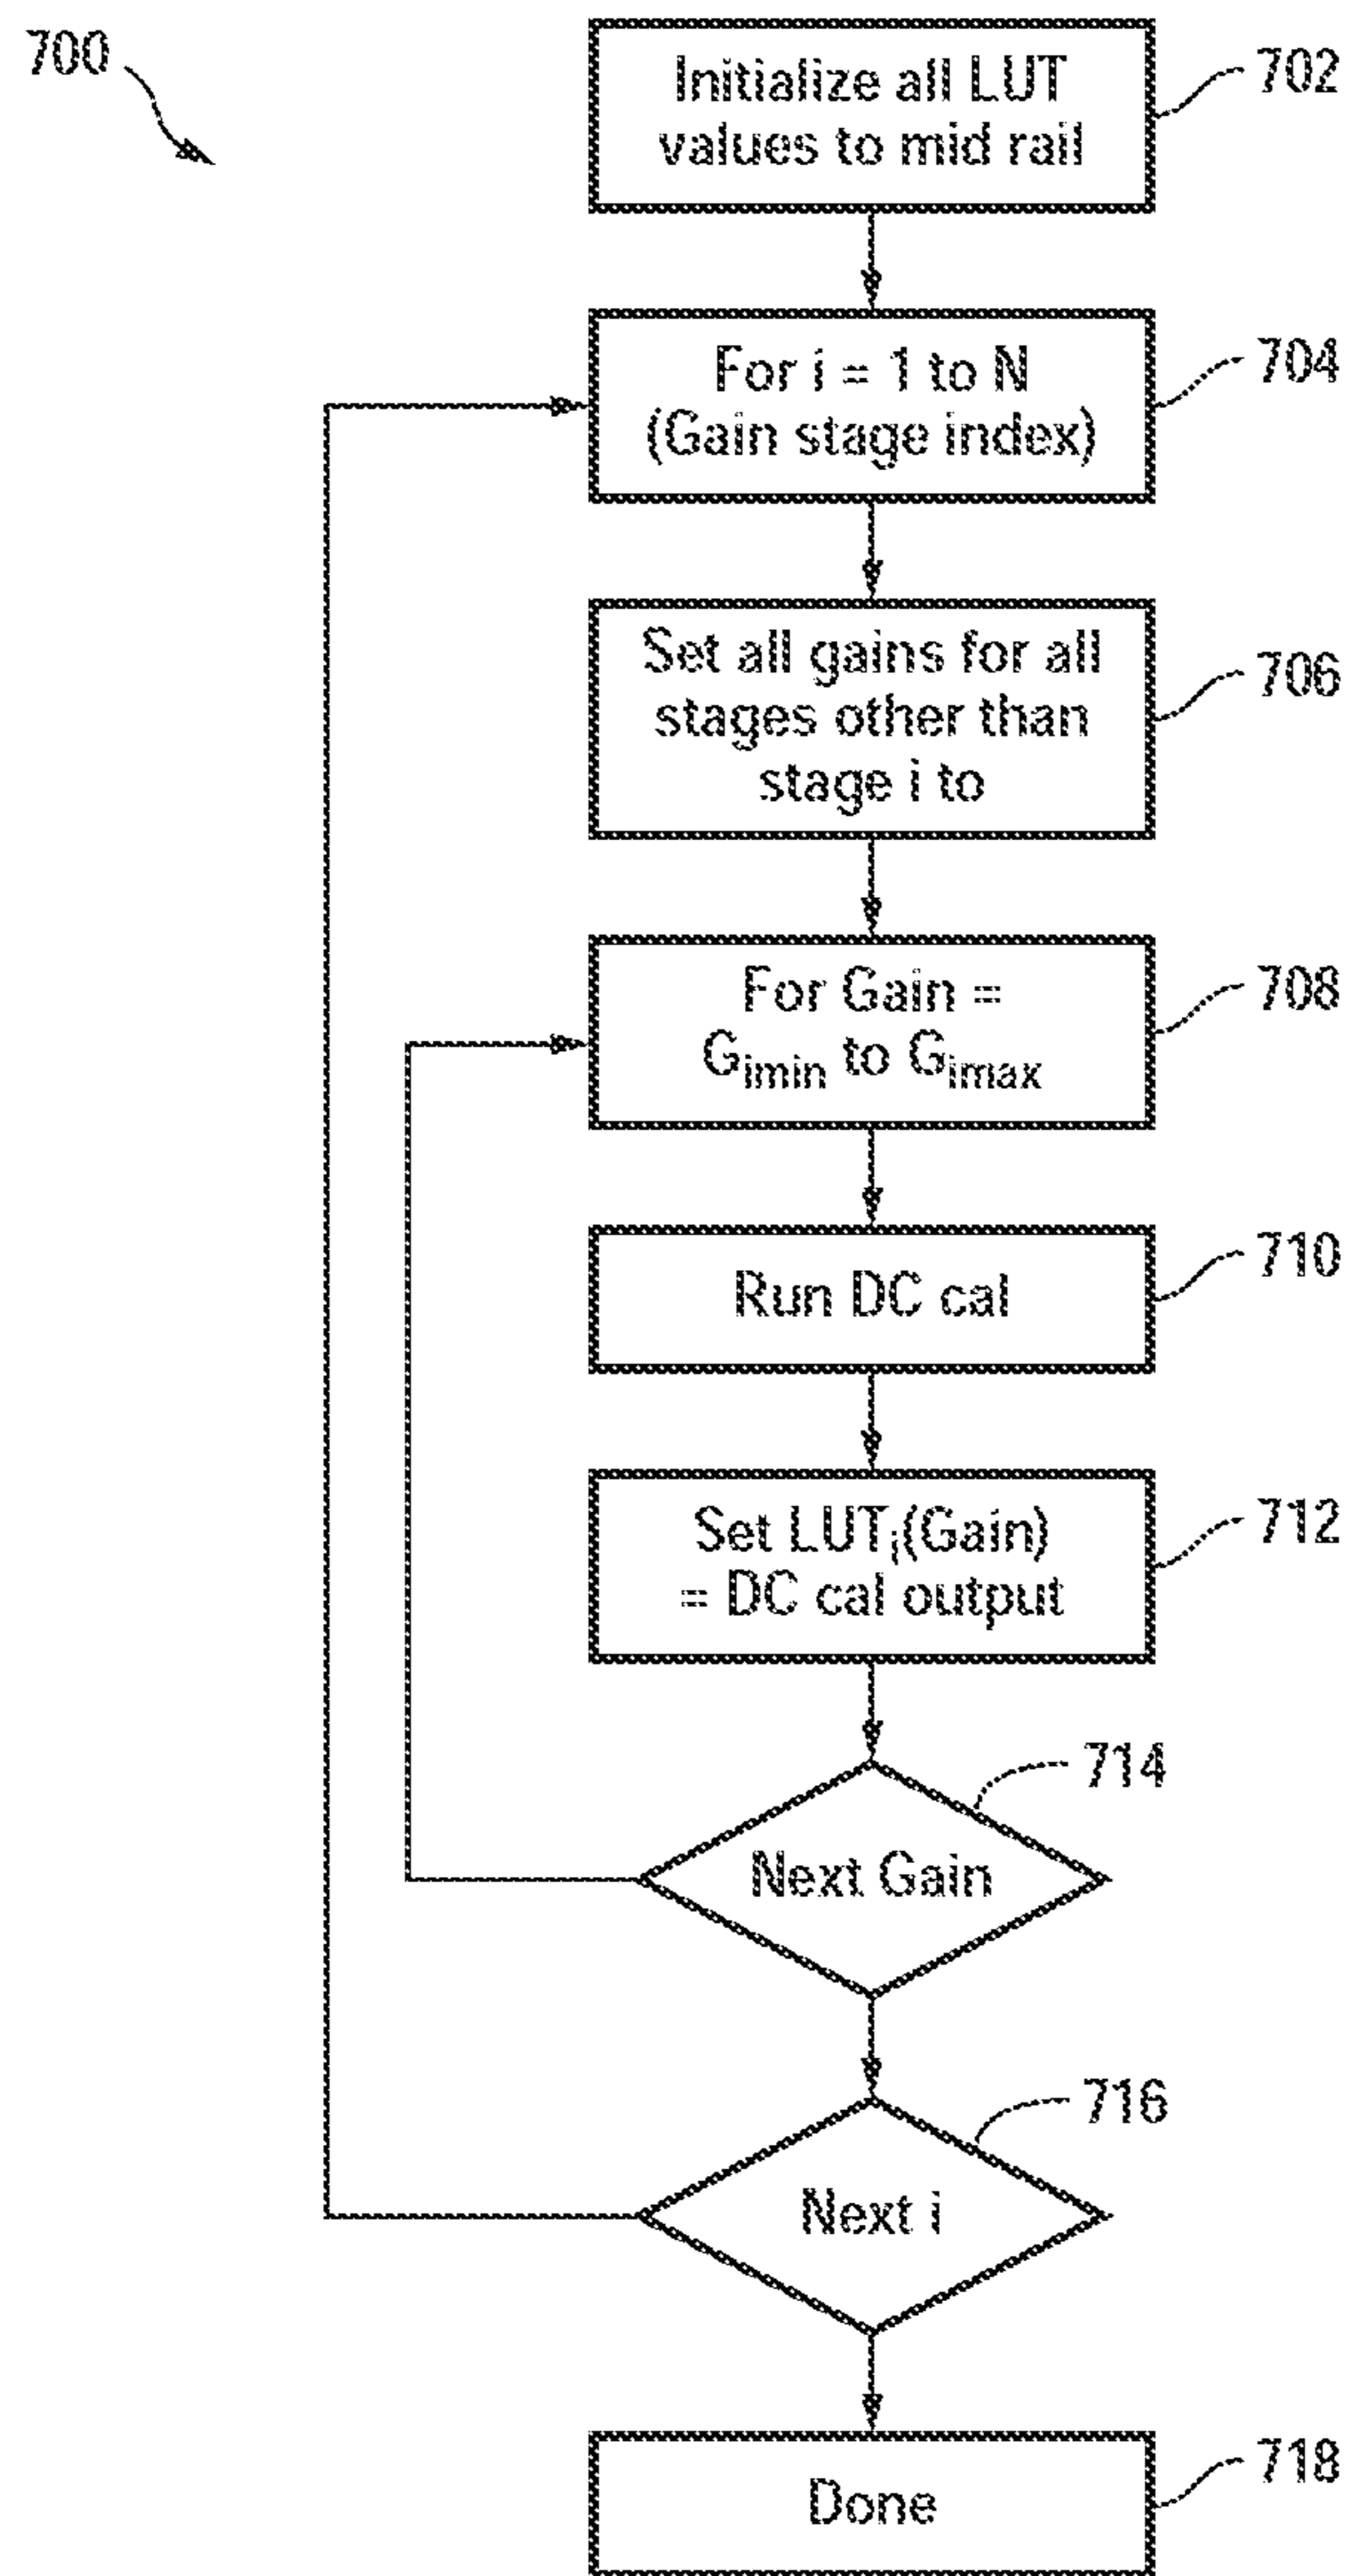 700
Initialize all LUT
values to mid rail
702
For i = 1 to N
(Gain stage index)
704
Set all gains for all
stages other than
stage i to
706
For Gain =
Gimin to Gimax
708
Run DC cal
710
Set LUTi(Gain)
= DC cal output
712
714
Next Gain
716
Next i
Done
718